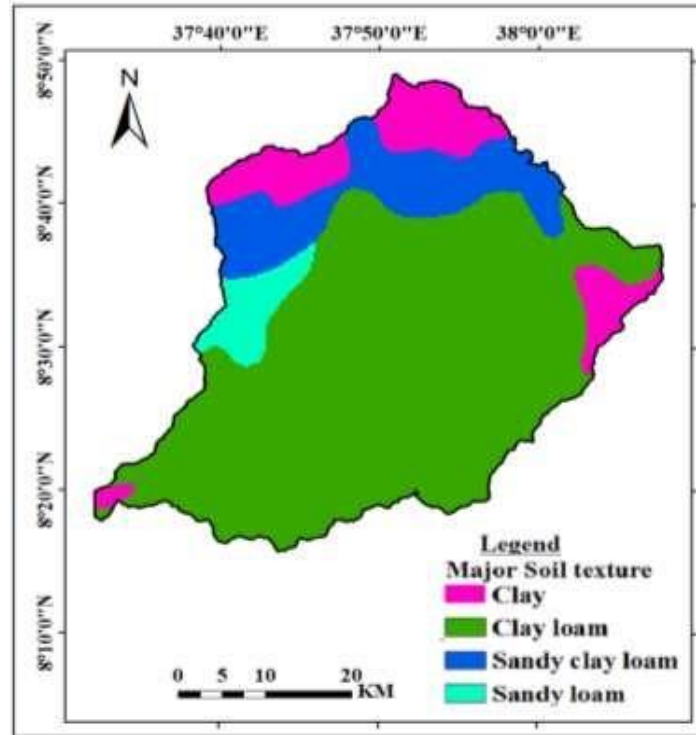 37°40'0"E 37°50'0"E 38°0'0"E
8°50'0"N
N
8°40'0"N
8°30'0"N
8°20'0"N
8°10'0"N
Legend
Major Soil texture
Clay
Clay loam
Sandy clay loam
Sandy loam
0 5 10 20
KM